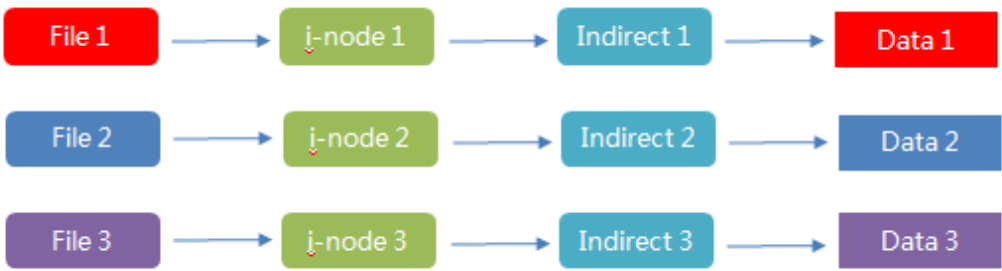 File 1 i-node 1 Indirect 1 Data 1
File 2 i-node 2 Indirect 2 Data 2
File 3 i-node 3 Indirect 3 Data 3